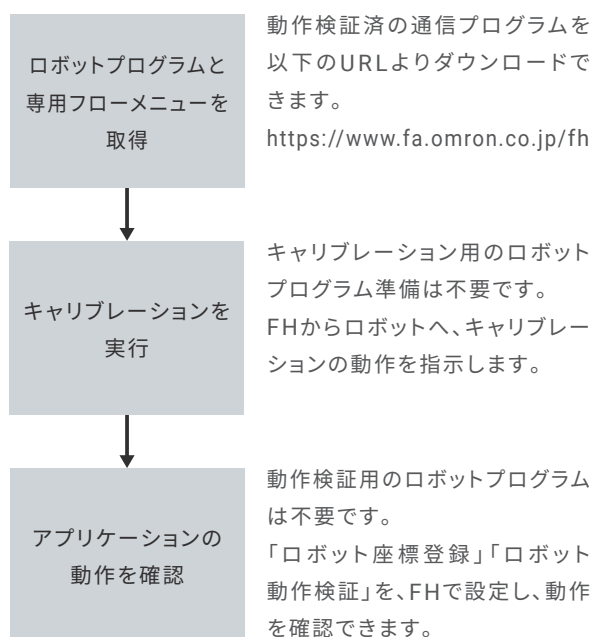 ロボットプログラムと
専用フローメニューを
取得
動作検証済の通信プログラムを
以下のURLよりダウンロードで
きます。
https://www.fa.omron.co.jp/fh
キャリブレーションを
実行
キャリブレーション用のロボット
プログラム準備は不要です。
FHからロボットへ、キャリブレー
ションの動作を指示します。
アプリケーションの
動作を確認
動作検証用のロボットプログラム
は不要です。
「ロボット座標登録」「ロボット
動作検証」を、FHで設定し、動作
を確認できます。